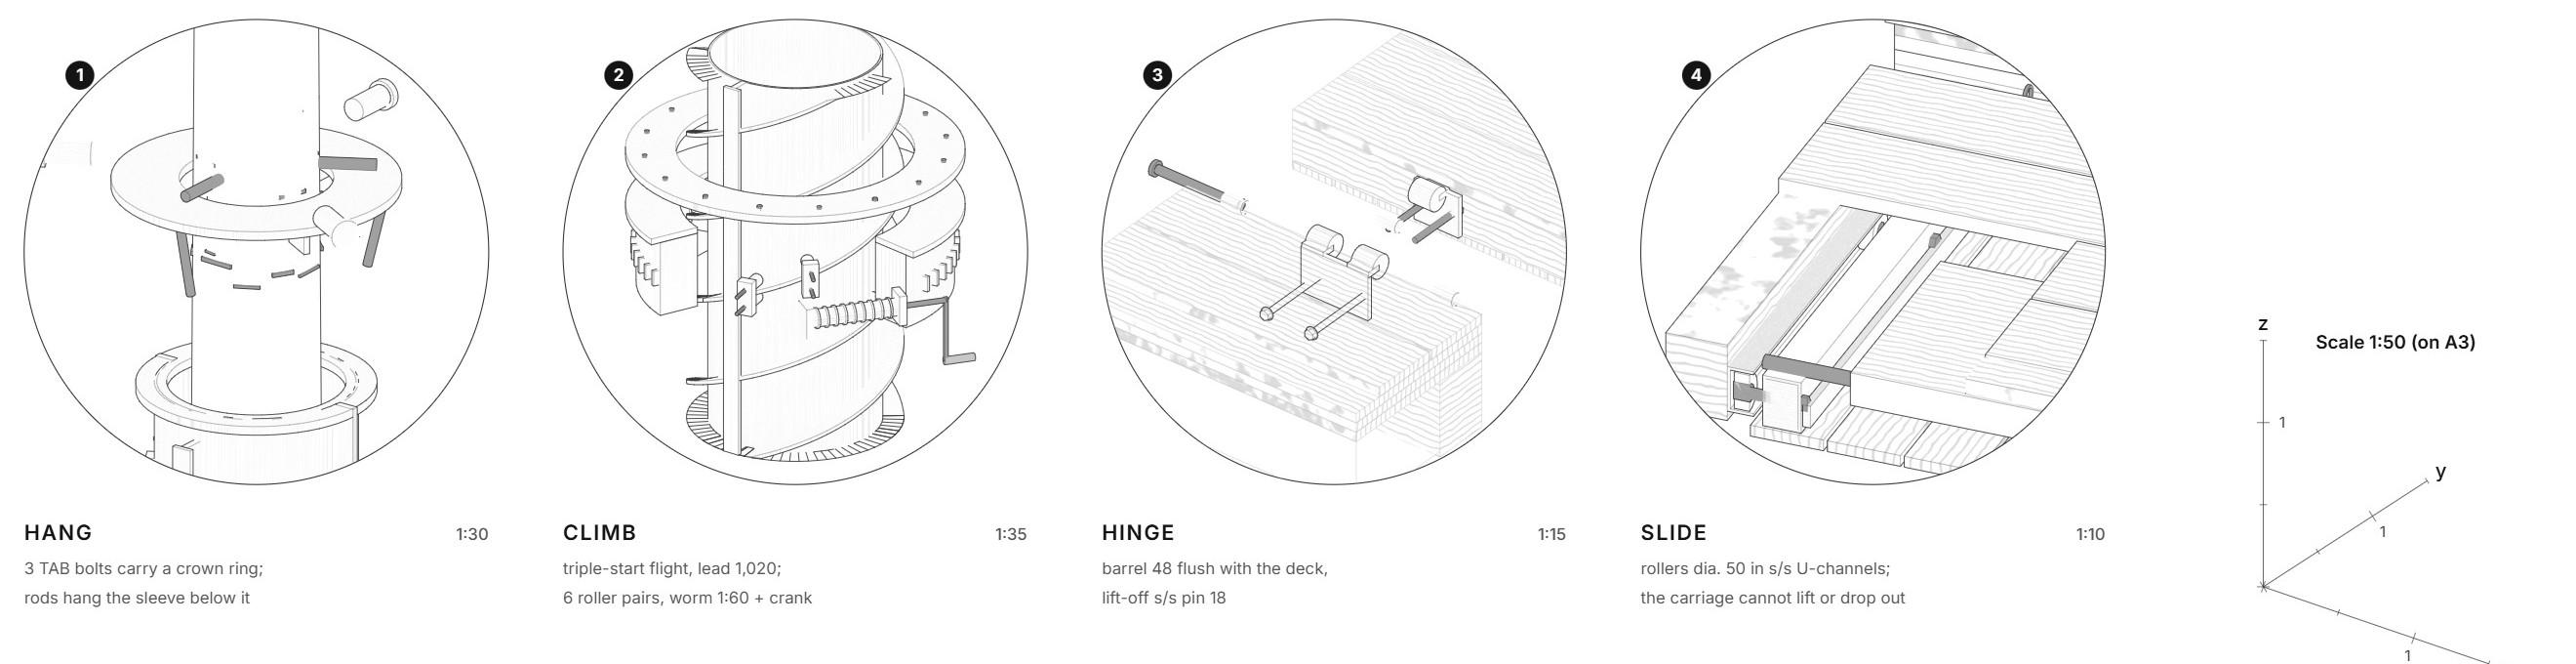 1
2
3
4
HANG 1:30
3 TAB bolts carry a crown ring;
rods hang the sleeve below it
CLIMB 1:35
triple-start flight, lead 1,020;
6 roller pairs, worm 1:60 + crank
HINGE 1:15
barrel 48 flush with the deck,
lift-off s/s pin 18
SLIDE 1:10
rollers dia. 50 in s/s U-channels;
the carriage cannot lift or drop out
z
Scale 1:50 (on A3)
1
y
1
1